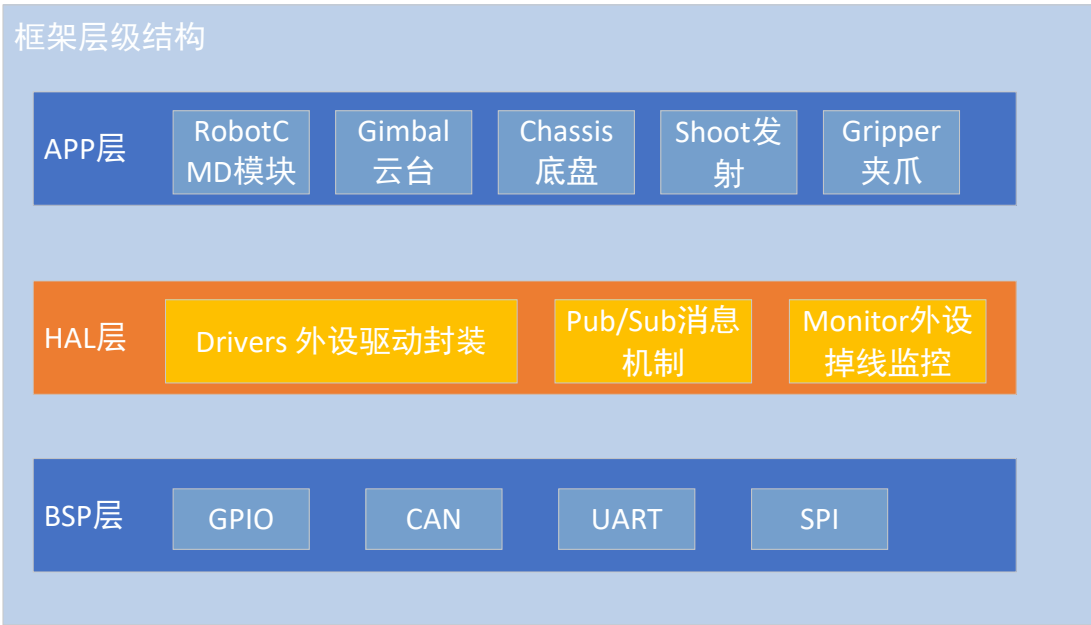 框架层级结构
APP层
RobotC
MD模块
Gimbal
云台
Chassis
底盘
Shoot发
射
Gripper
夹爪
HAL层
Drivers 外设驱动封装
Pub/Sub消息
机制
Monitor外设
掉线监控
BSP层
GPIO
CAN
UART
SPI